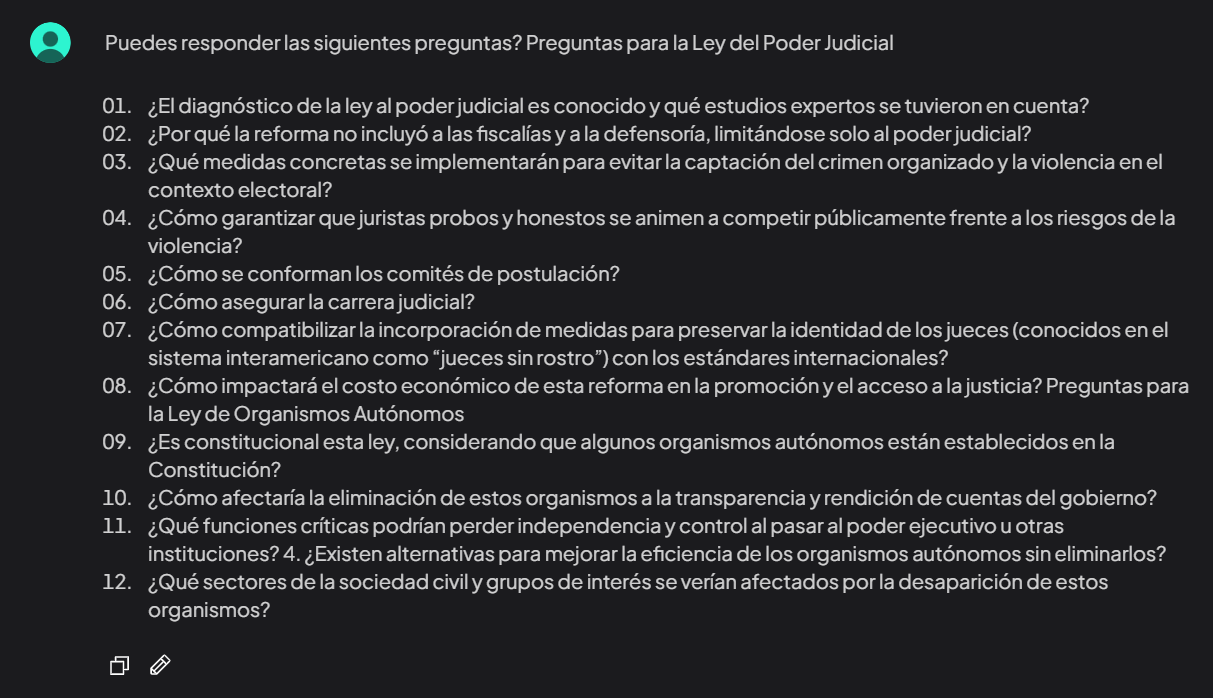 Puedes responder las siguientes preguntas? Preguntas para la Ley del Poder Judicial
01. ¿El diagnóstico de la ley al poder judicial es conocido y qué estudios expertos se tuvieron en cuenta?
02. ¿Por qué la reforma no incluyó a las fiscalías y a la defensoría, limitándose solo al poder judicial?
03. ¿Qué medidas concretas se implementarán para evitar la captación del crimen organizado y la violencia en el
contexto electoral?
04. ¿Cómo garantizar que juristas probos y honestos se animen a competir públicamente frente a los riesgos de la
violencia?
05. ¿Cómo se conforman los comités de postulación?
06. ¿Cómo asegurar la carrera judicial?
07. ¿Cómo compatibilizar la incorporación de medidas para preservar la identidad de los jueces (conocidos en el
sistema interamericano como “jueces sin rostro”) con los estándares internacionales?
08. ¿Cómo impactará el costo económico de esta reforma en la promoción y el acceso a la justicia? Preguntas para
la Ley de Organismos Autónomos
09. ¿Es constitucional esta ley, considerando que algunos organismos autónomos están establecidos en la
Constitución?
10. ¿Cómo afectaría la eliminación de estos organismos a la transparencia y rendición de cuentas del gobierno?
11. ¿Qué funciones críticas podrían perder independencia y control al pasar al poder ejecutivo u otras
instituciones? 4. ¿Existen alternativas para mejorar la eficiencia de los organismos autónomos sin eliminarlos?
12. ¿Qué sectores de la sociedad civil y grupos de interés se verían afectados por la desaparición de estos
organismos?